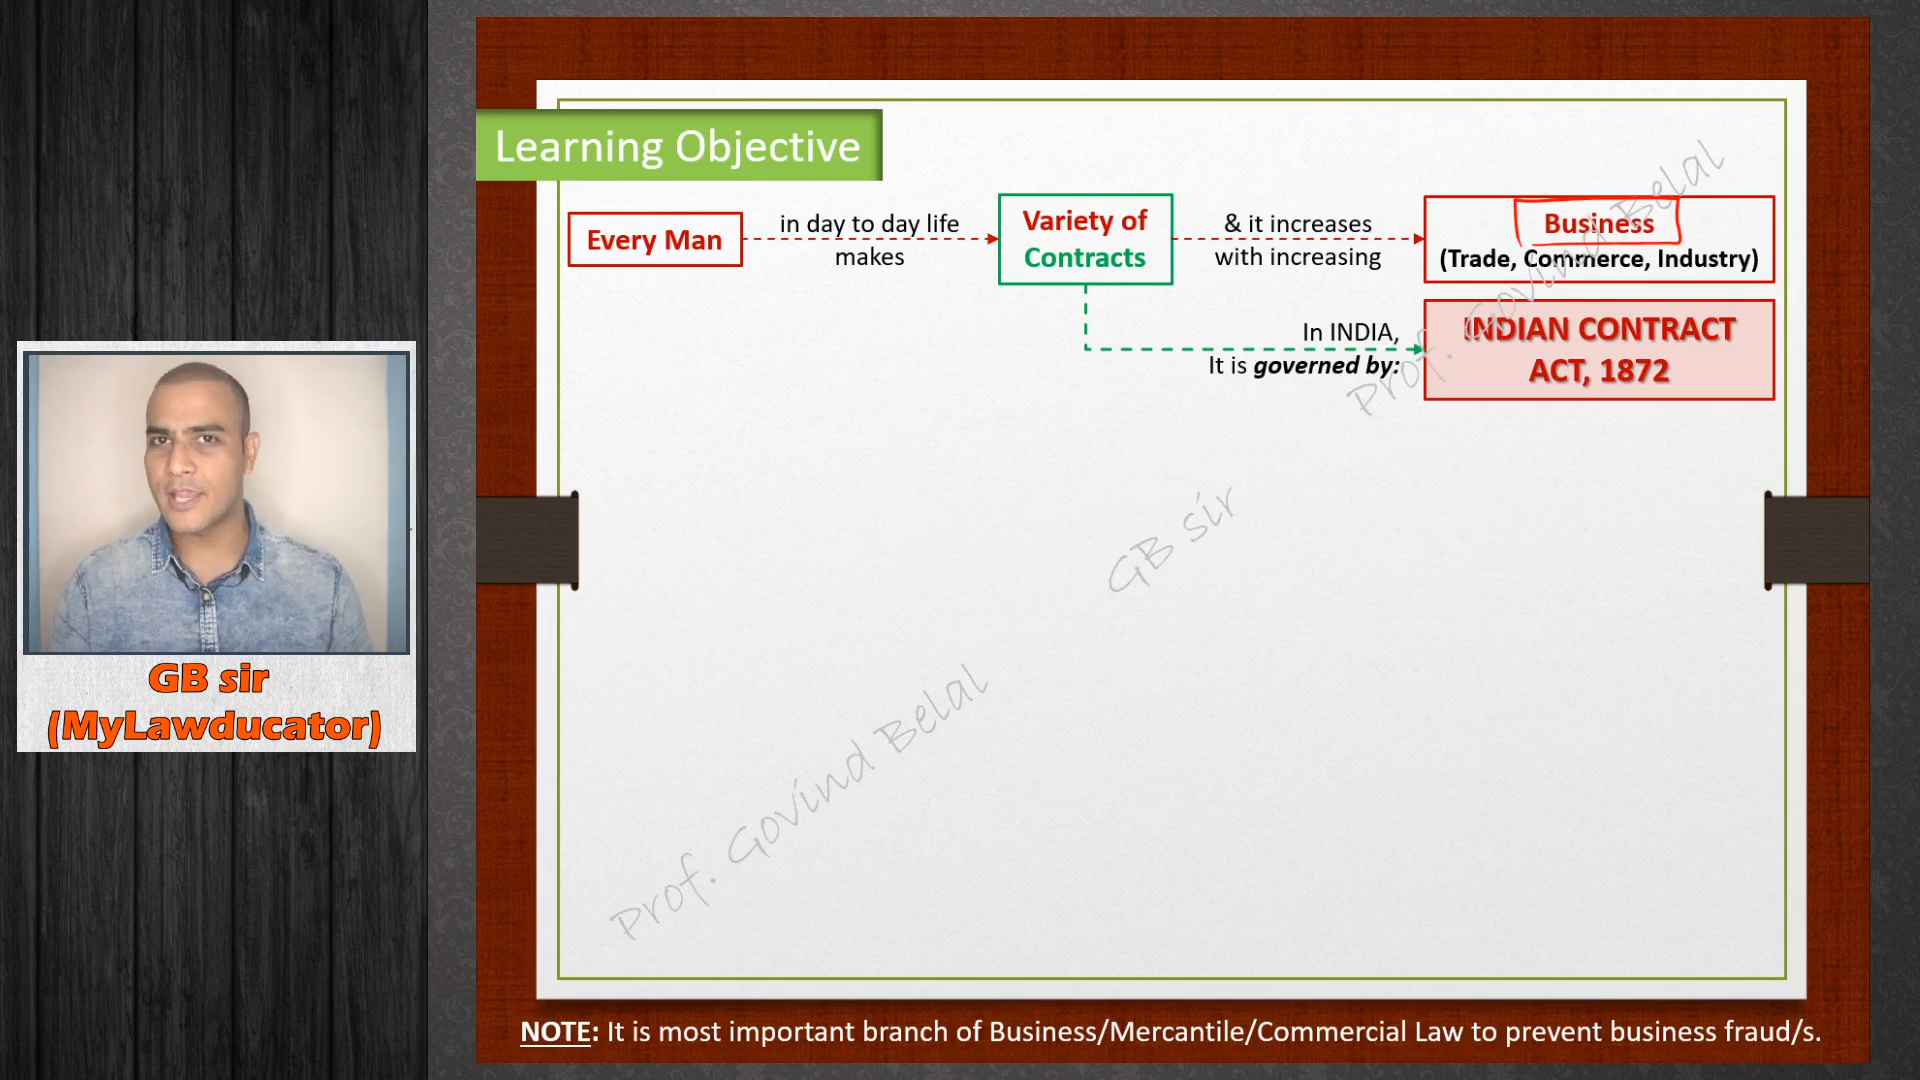 Learning Objective
Every Man
in day to day life
makes
Variety of
Contracts
& it increases
with increasing
Business
(Trade, Commerce, Industry)
In INDIA,
It is governed by:
INDIAN CONTRACT
ACT, 1872
Prof. Govind Belal
GB sir
Prof. Govind Belal
GB sir
(MyLawducator)
NOTE: It is most important branch of Business/Mercantile/Commercial Law to prevent business fraud/s.